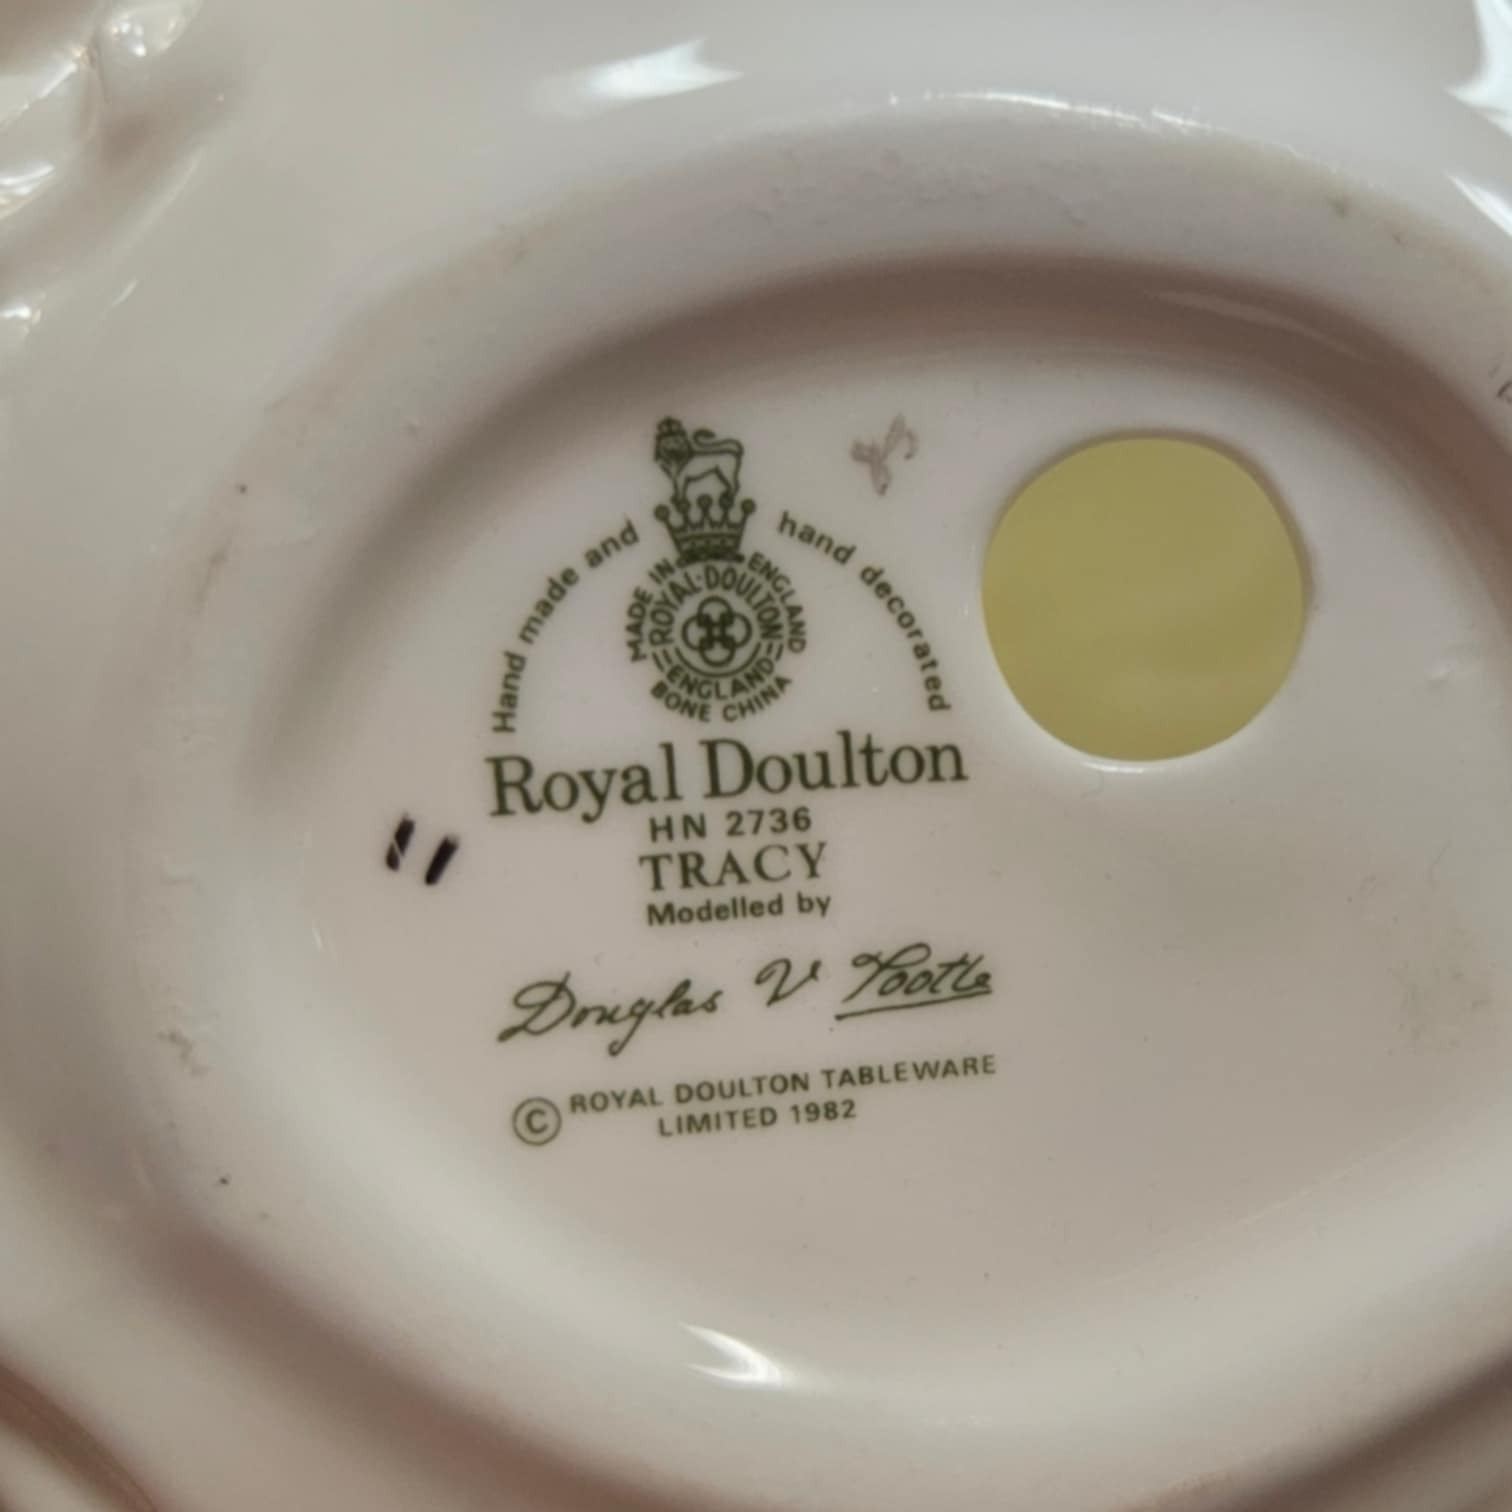 Hand made and hand decorated
MADE IN ENGLAND
ROYAL·DOULTON
ENGLAND
BONE CHINA
Royal Doulton
HN 2736
TRACY
Modelled by
Douglas V Tootle
© ROYAL DOULTON TABLEWARE
LIMITED 1982